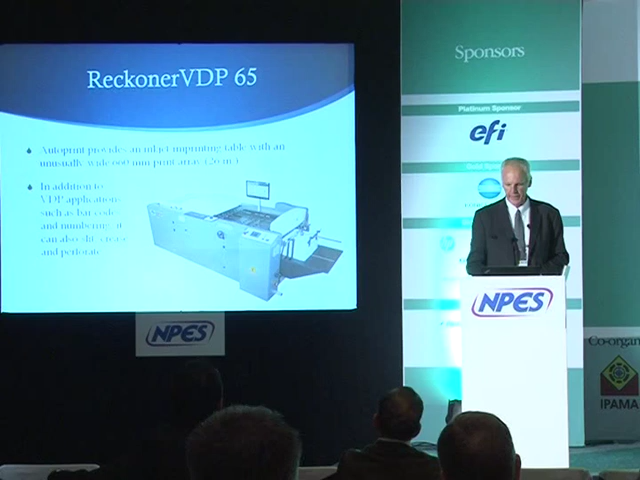 ReckonerVDP 65
Autoprint provides an inkjet imprinting table with an
unusually wide 660 mm print array (26 in.)
In addition to
VDP applications
such as bar codes
and numbering, it
can also slit, crease
and perforate
NPES
Sponsors
Platinum Sponsor
efi
NPES
Co-organ
IPAMA